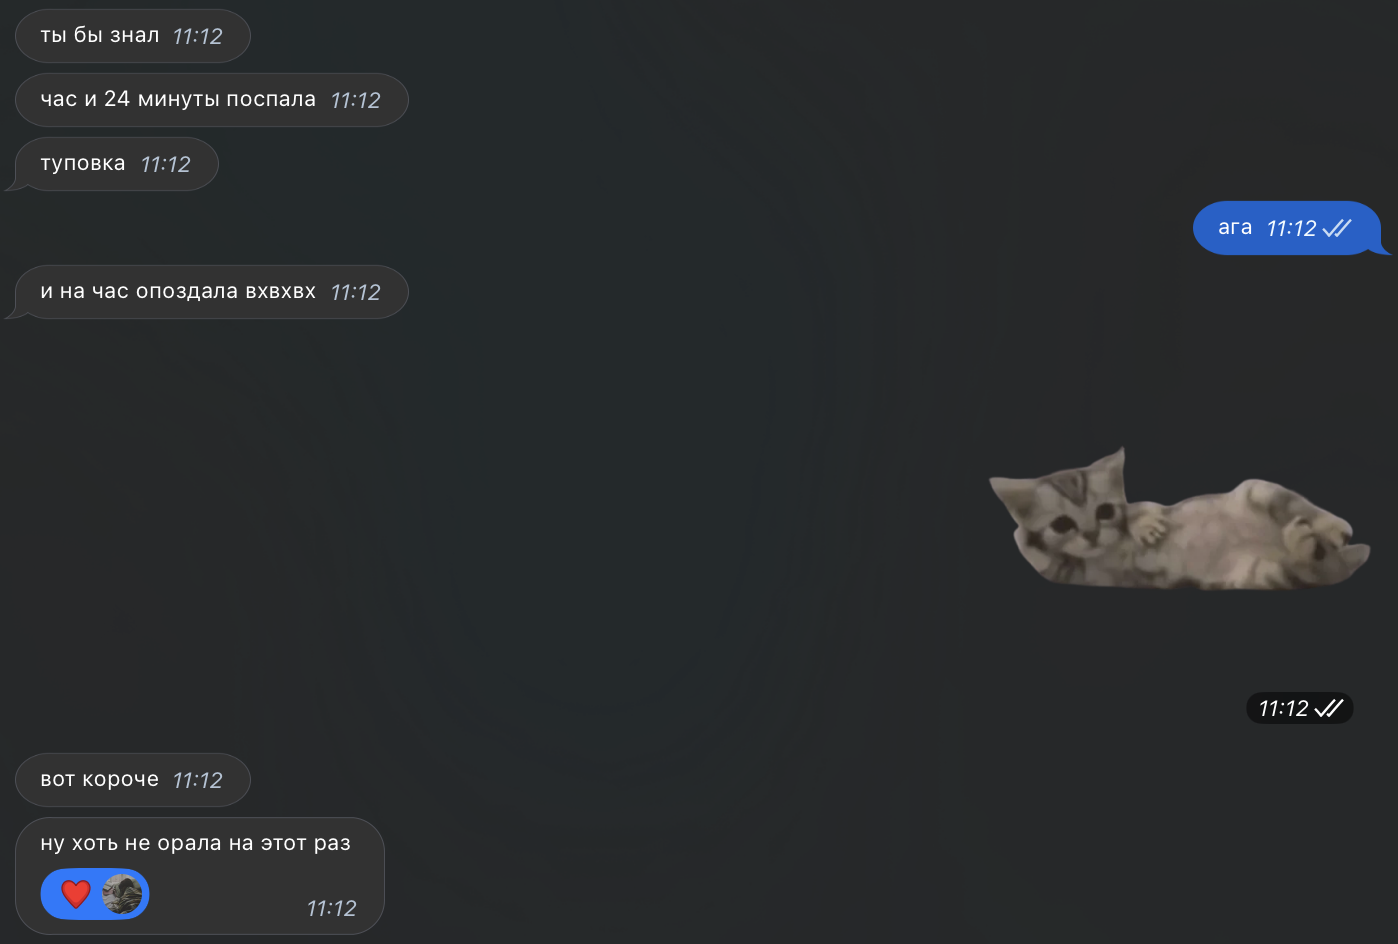 ты бы знал 11:12
час и 24 минуты поспала 11:12
туповка 11:12
ага 11:12
и на час опоздала вхвхвх 11:12
11:12
вот короче 11:12
ну хоть не орала на этот раз
11:12